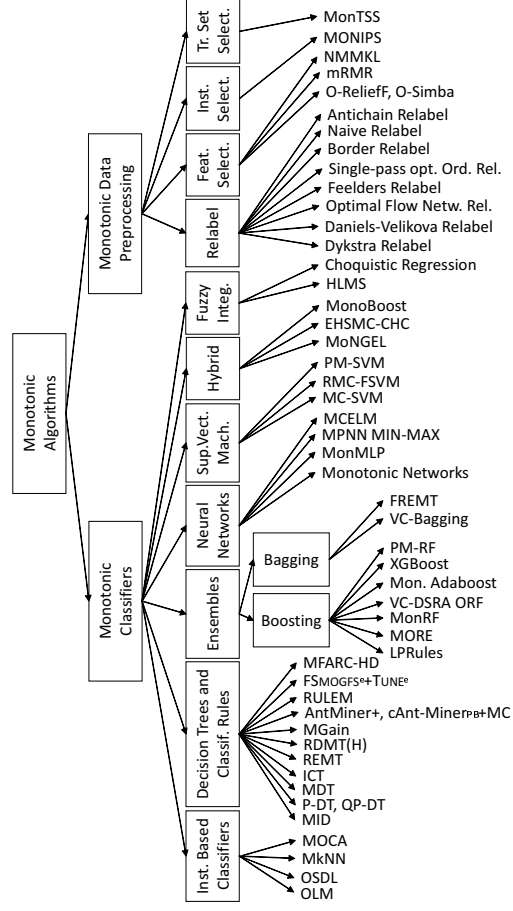 Monotonic
Algorithms
Monotonic Data
Preprocessing
Tr. Set
Select.
MonTSS
Inst.
Select.
MONIPS
Feat.
Select.
NMMKL
mRMR
O-ReliefF, O-Simba
Relabel
Antichain Relabel
Naive Relabel
Border Relabel
Single-pass opt. Ord. Rel.
Feelders Relabel
Optimal Flow Netw. Rel.
Daniels-Velikova Relabel
Dykstra Relabel
Monotonic
Classifiers
Fuzzy
Integ.
Choquistic Regression
HLMS
Hybrid
MonoBoost
EHSMC-CHC
MoNGEL
Sup.Vect.
Mach.
PM-SVM
RMC-FSVM
MC-SVM
Neural
Networks
MCELM
MPNN MIN-MAX
MonMLP
Monotonic Networks
Ensembles
Bagging
FREMT
VC-Bagging
Boosting
PM-RF
XGBoost
Mon. Adaboost
VC-DSRA ORF
MonRF
MORE
LPRules
Decision Trees and
Classif. Rules
MFARC-HD
FSMOGFSe+TUNEe
RULEM
AntMiner+, cAnt-MinerPB+MC
MGain
RDMT(H)
REMT
ICT
MDT
P-DT, QP-DT
MID
Inst. Based
Classifiers
MOCA
MkNN
OSDL
OLM